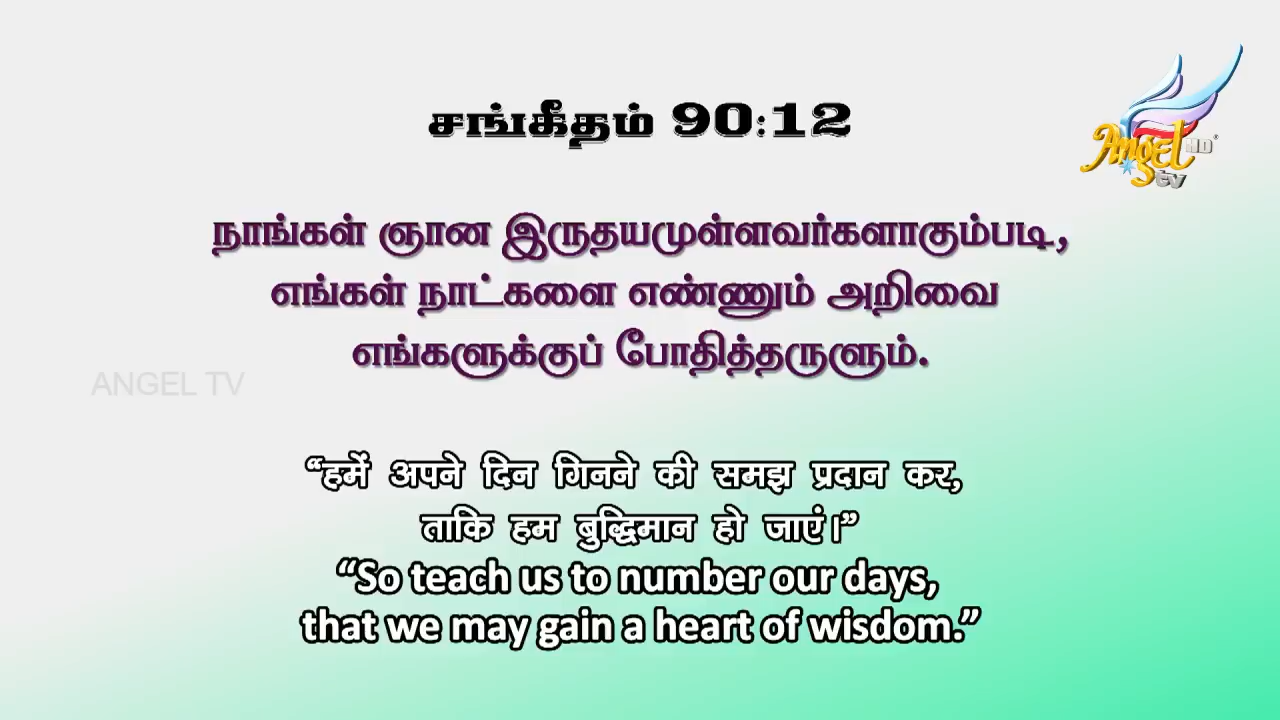 சங்கீதம் 90:12
Angel HD
tv
நாங்கள் ஞான இருதயமுள்ளவர்களாகும்படி,
எங்கள் நாட்களை எண்ணும் அறிவை
எங்களுக்குப் போதித்தருளும்.
ANGEL TV
“हमें अपने दिन गिनने की समझ प्रदान कर,
ताकि हम बुद्धिमान हो जाएं।”
“So teach us to number our days,
that we may gain a heart of wisdom.”